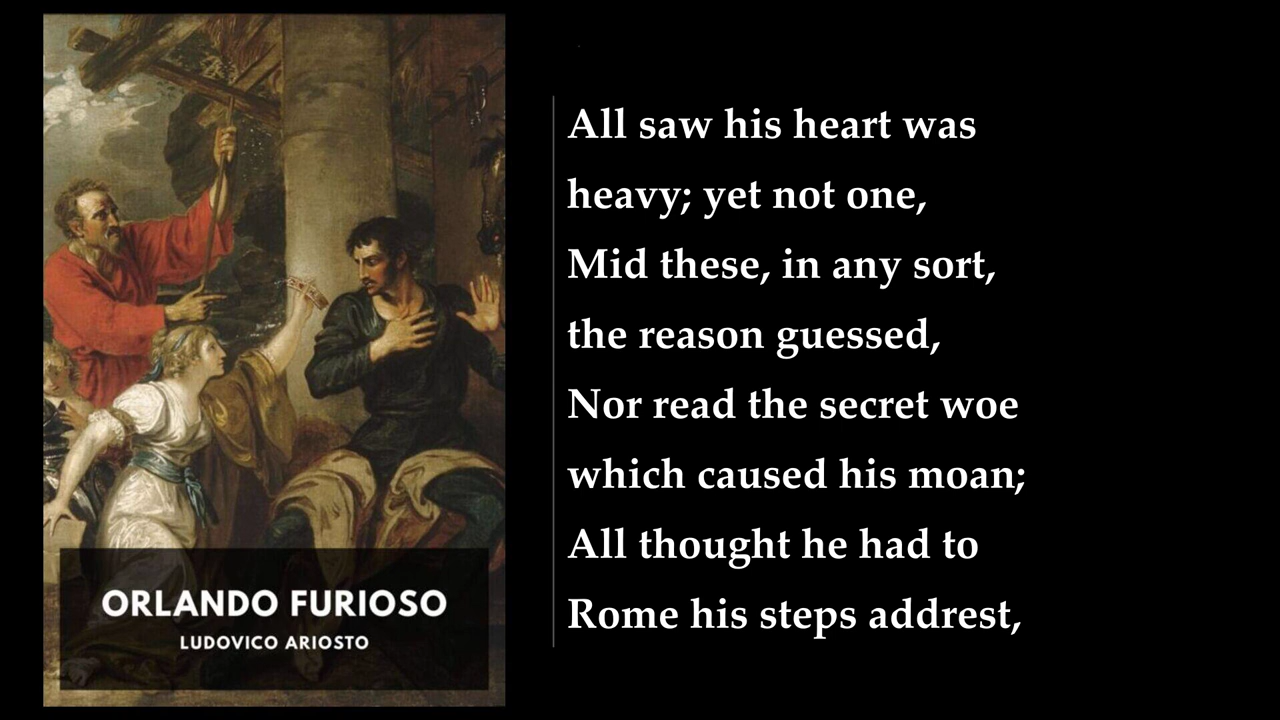 ORLANDO FURIOSO
LUDOVICO ARIOSTO
All saw his heart was
heavy; yet not one,
Mid these, in any sort,
the reason guessed,
Nor read the secret woe
which caused his moan;
All thought he had to
Rome his steps addrest,